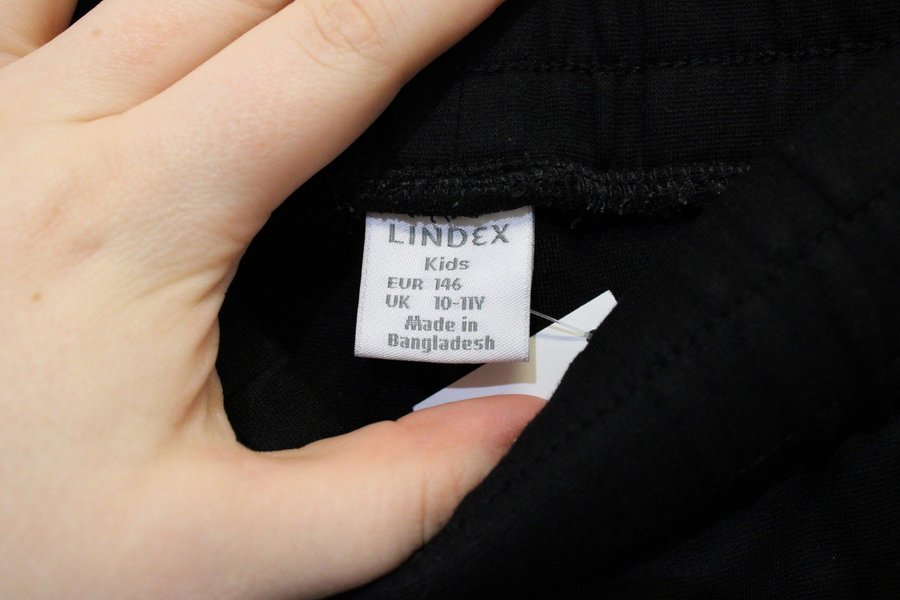 LINDEX
Kids
EUR 146
UK 10-11Y
Made in
Bangladesh